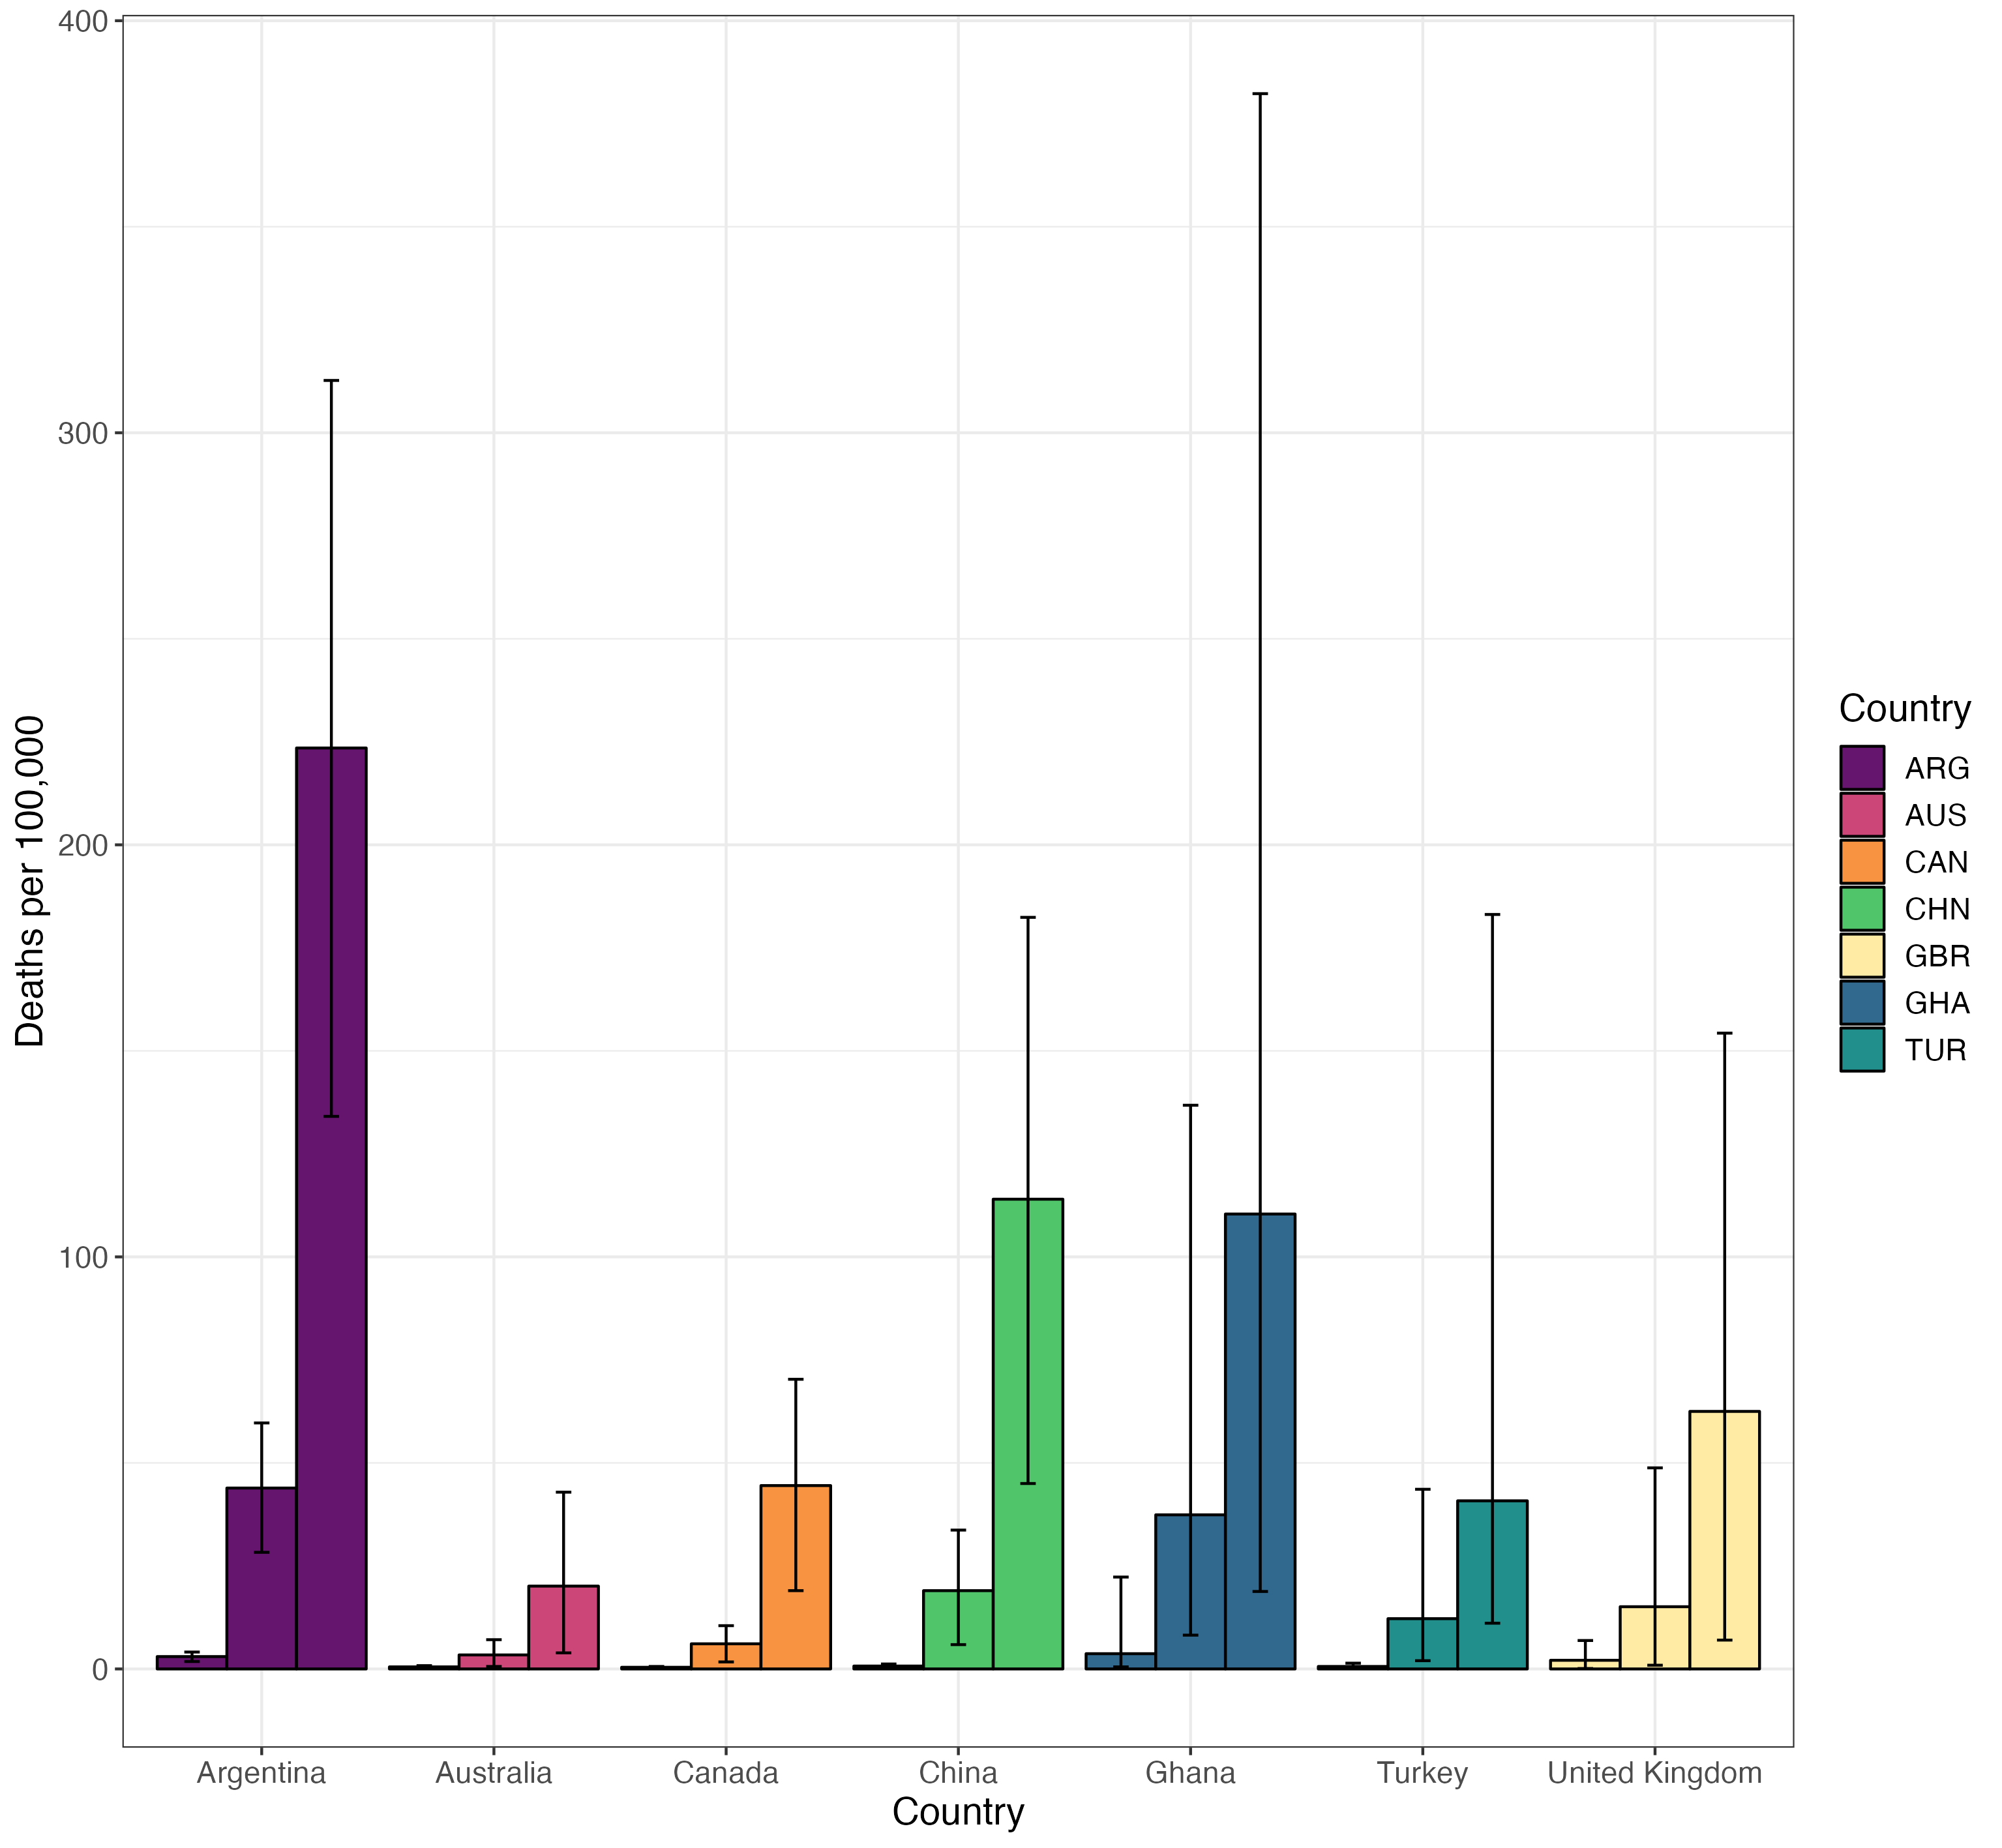 400
300
200
100
0
Deaths per 100,000
Argentina Australia Canada China Ghana Turkey United Kingdom
Country
Country
ARG
AUS
CAN
CHN
GBR
GHA
TUR